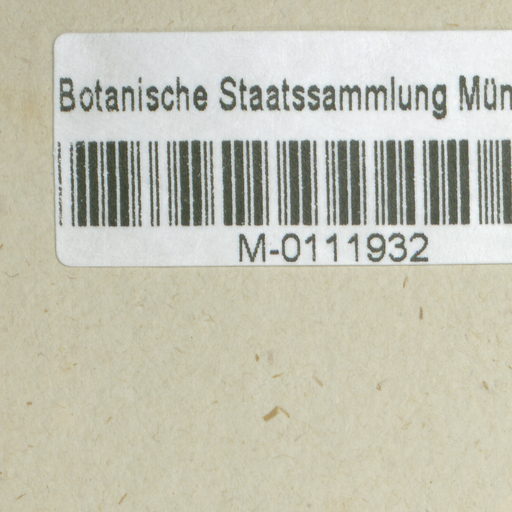 Botanische Staatssammlung Mün
M-0111932